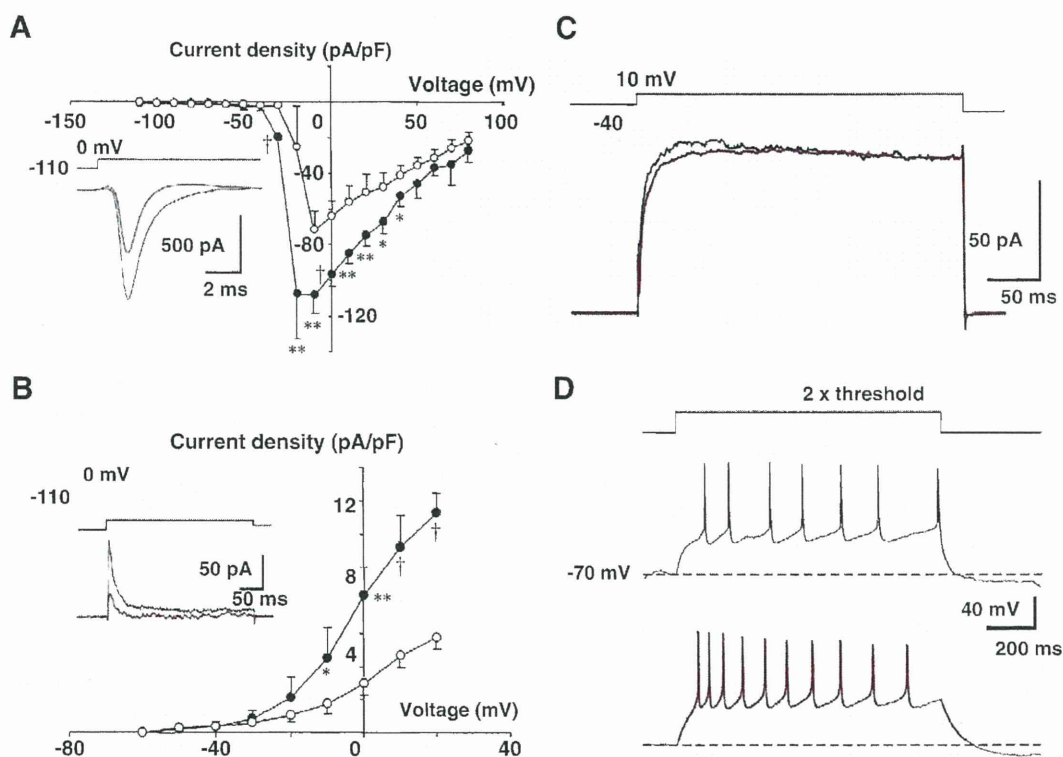 A
Current density (pA/pF)
Voltage (mV)
-150 -100 -50 0 50 100
-40
-80
-120
0 mV
-110
500 pA
2 ms
†
†
** ** ** * *
** **
B
Current density (pA/pF)
0 mV
-110
50 pA
50 ms
12
8
4
† †
**
*
Voltage (mV)
-80 -40 0 40
C
10 mV
-40
50 pA
50 ms
D
2 x threshold
-70 mV
40 mV
200 ms